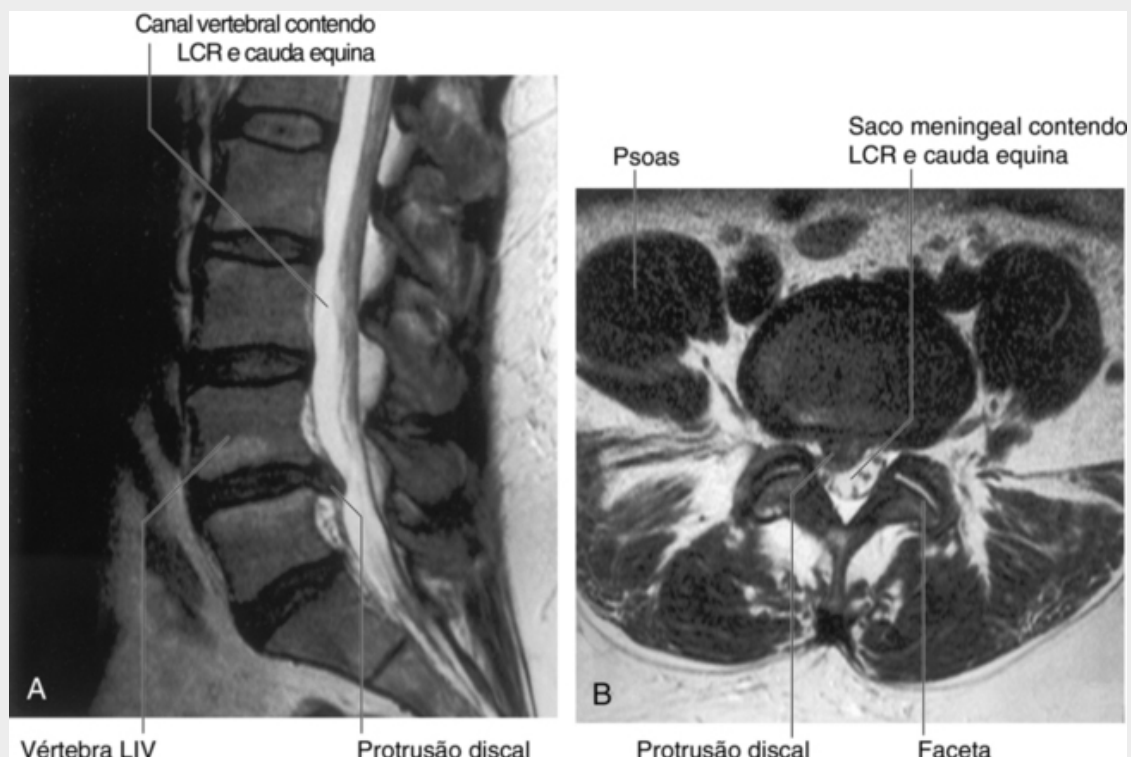 Canal vertebral contendo
LCR e cauda equina
A
Vértebra LIV
Protrusão discal
Psoas
Saco meningeal contendo
LCR e cauda equina
B
Protrusão discal
Faceta